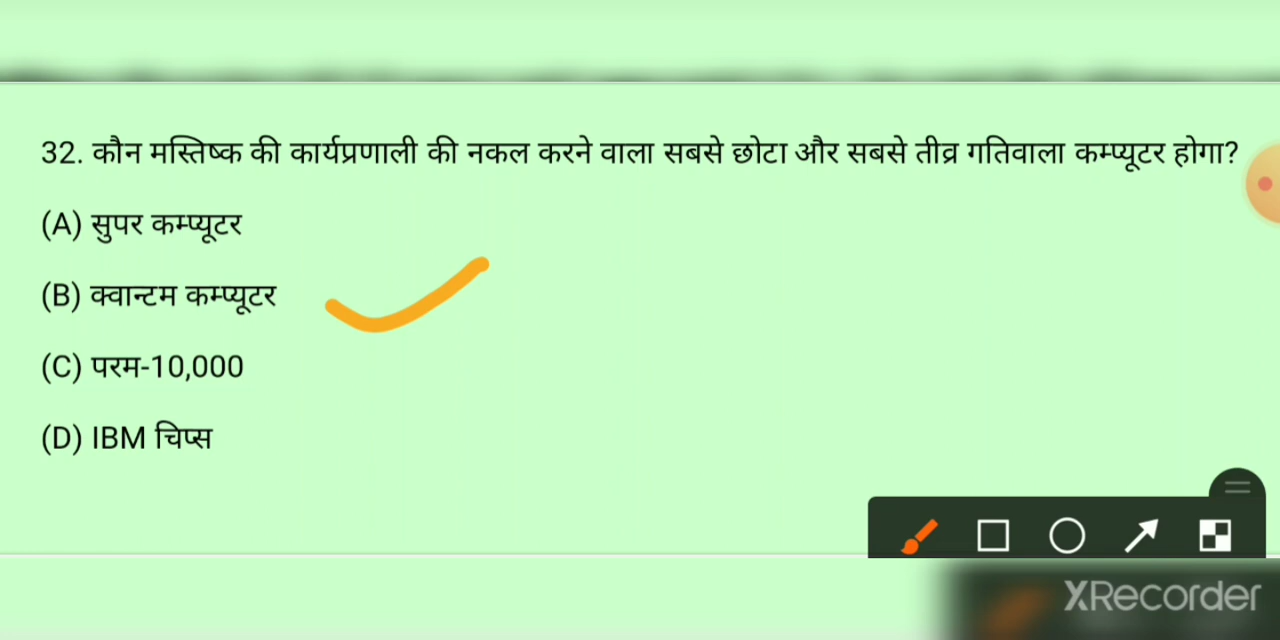 32. कौन मस्तिष्क की कार्यप्रणाली की नकल करने वाला सबसे छोटा और सबसे तीव्र गतिवाला कम्प्यूटर होगा?
(A) सुपर कम्प्यूटर
(B) क्वान्टम कम्प्यूटर
(C) परम-10,000
(D) IBM चिप्स
XRecorder